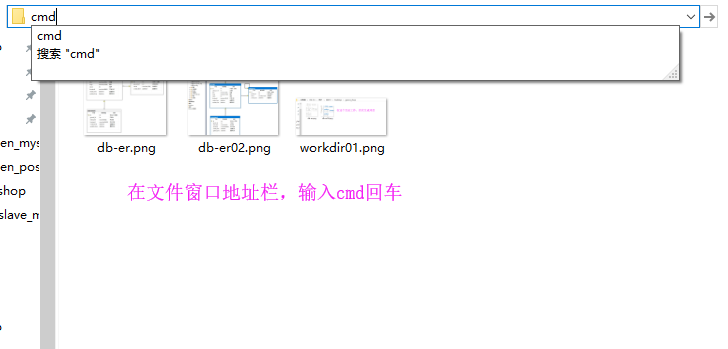 cmd
cmd
搜索 "cmd"
db-er.png
db-er02.png
workdir01.png
en_mys
en_pos
shop
slave_m
在文件窗口地址栏，输入cmd回车